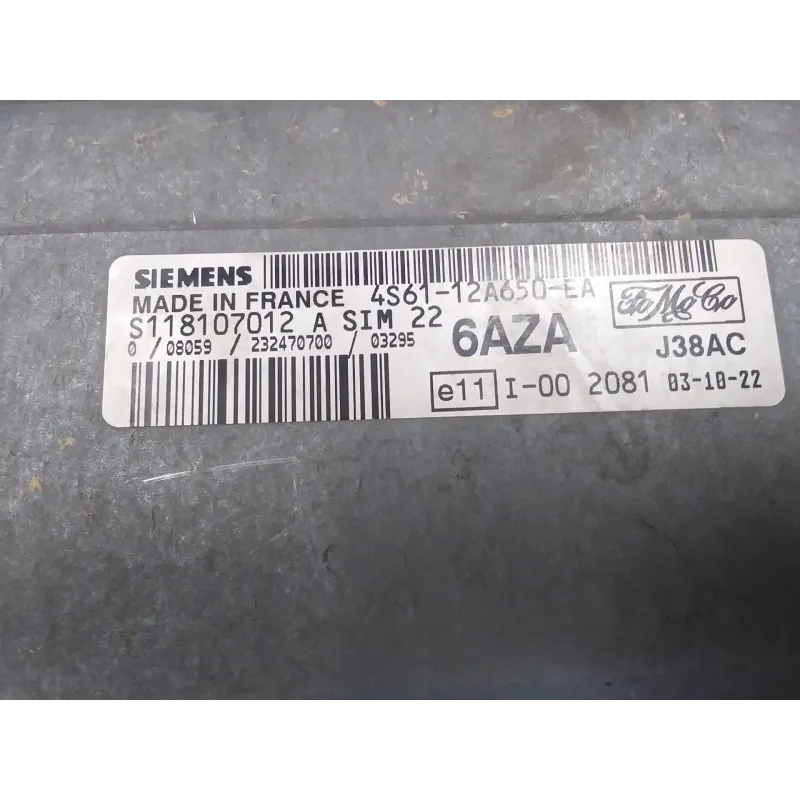 SIEMENS
MADE IN FRANCE 4S61-12A650-EA
S118107012 A SIM 22
0 / 08059 / 232470700 / 03295
6AZA
FoMoCo
J38AC
e11 I-00 2081 03-10-22